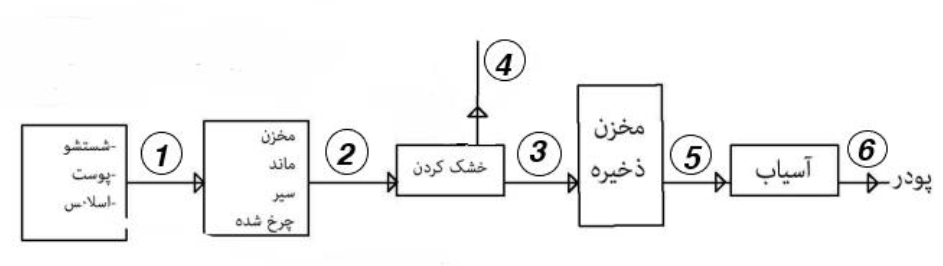 -شستشو
-پوست
-اسلایس
1
مخزن
ماند
سیر
چرخ شده
2
خشک کردن
4
3
مخزن
ذخیره
5
آسیاب
6
پودر